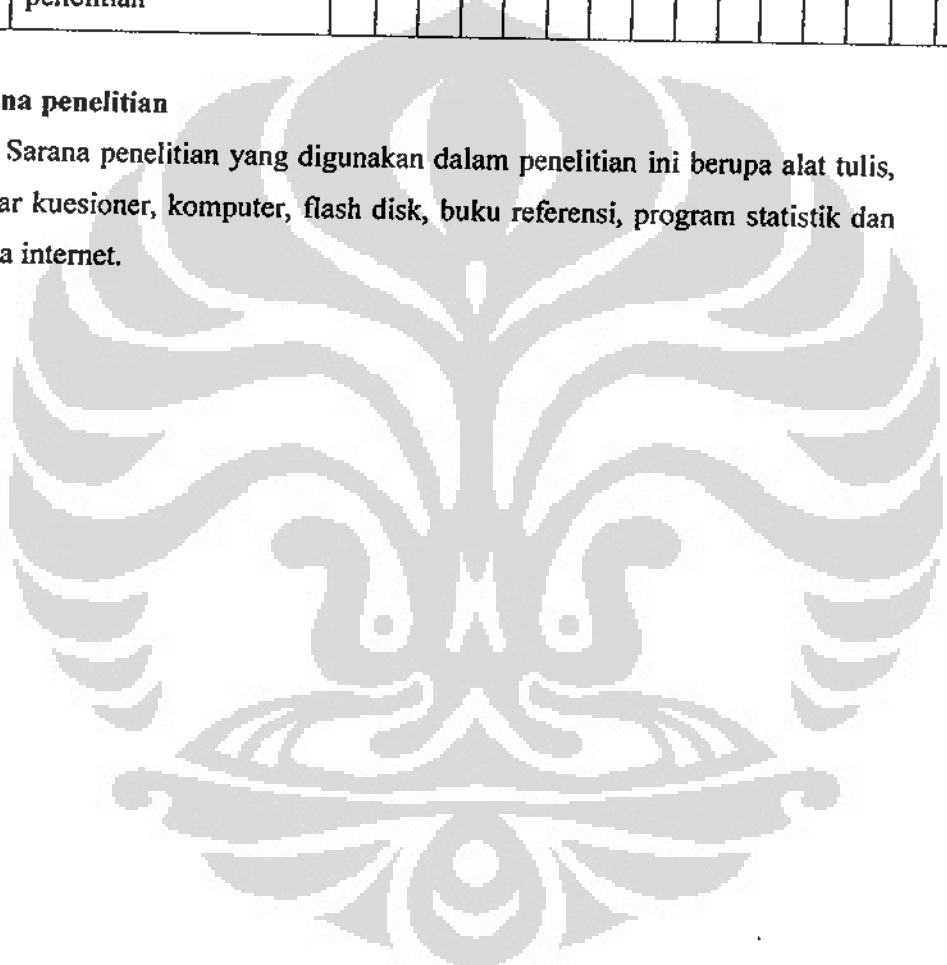 penelitian
na penelitian
Sarana penelitian yang digunakan dalam penelitian ini berupa alat tulis,
ar kuesioner, komputer, flash disk, buku referensi, program statistik dan
a internet.